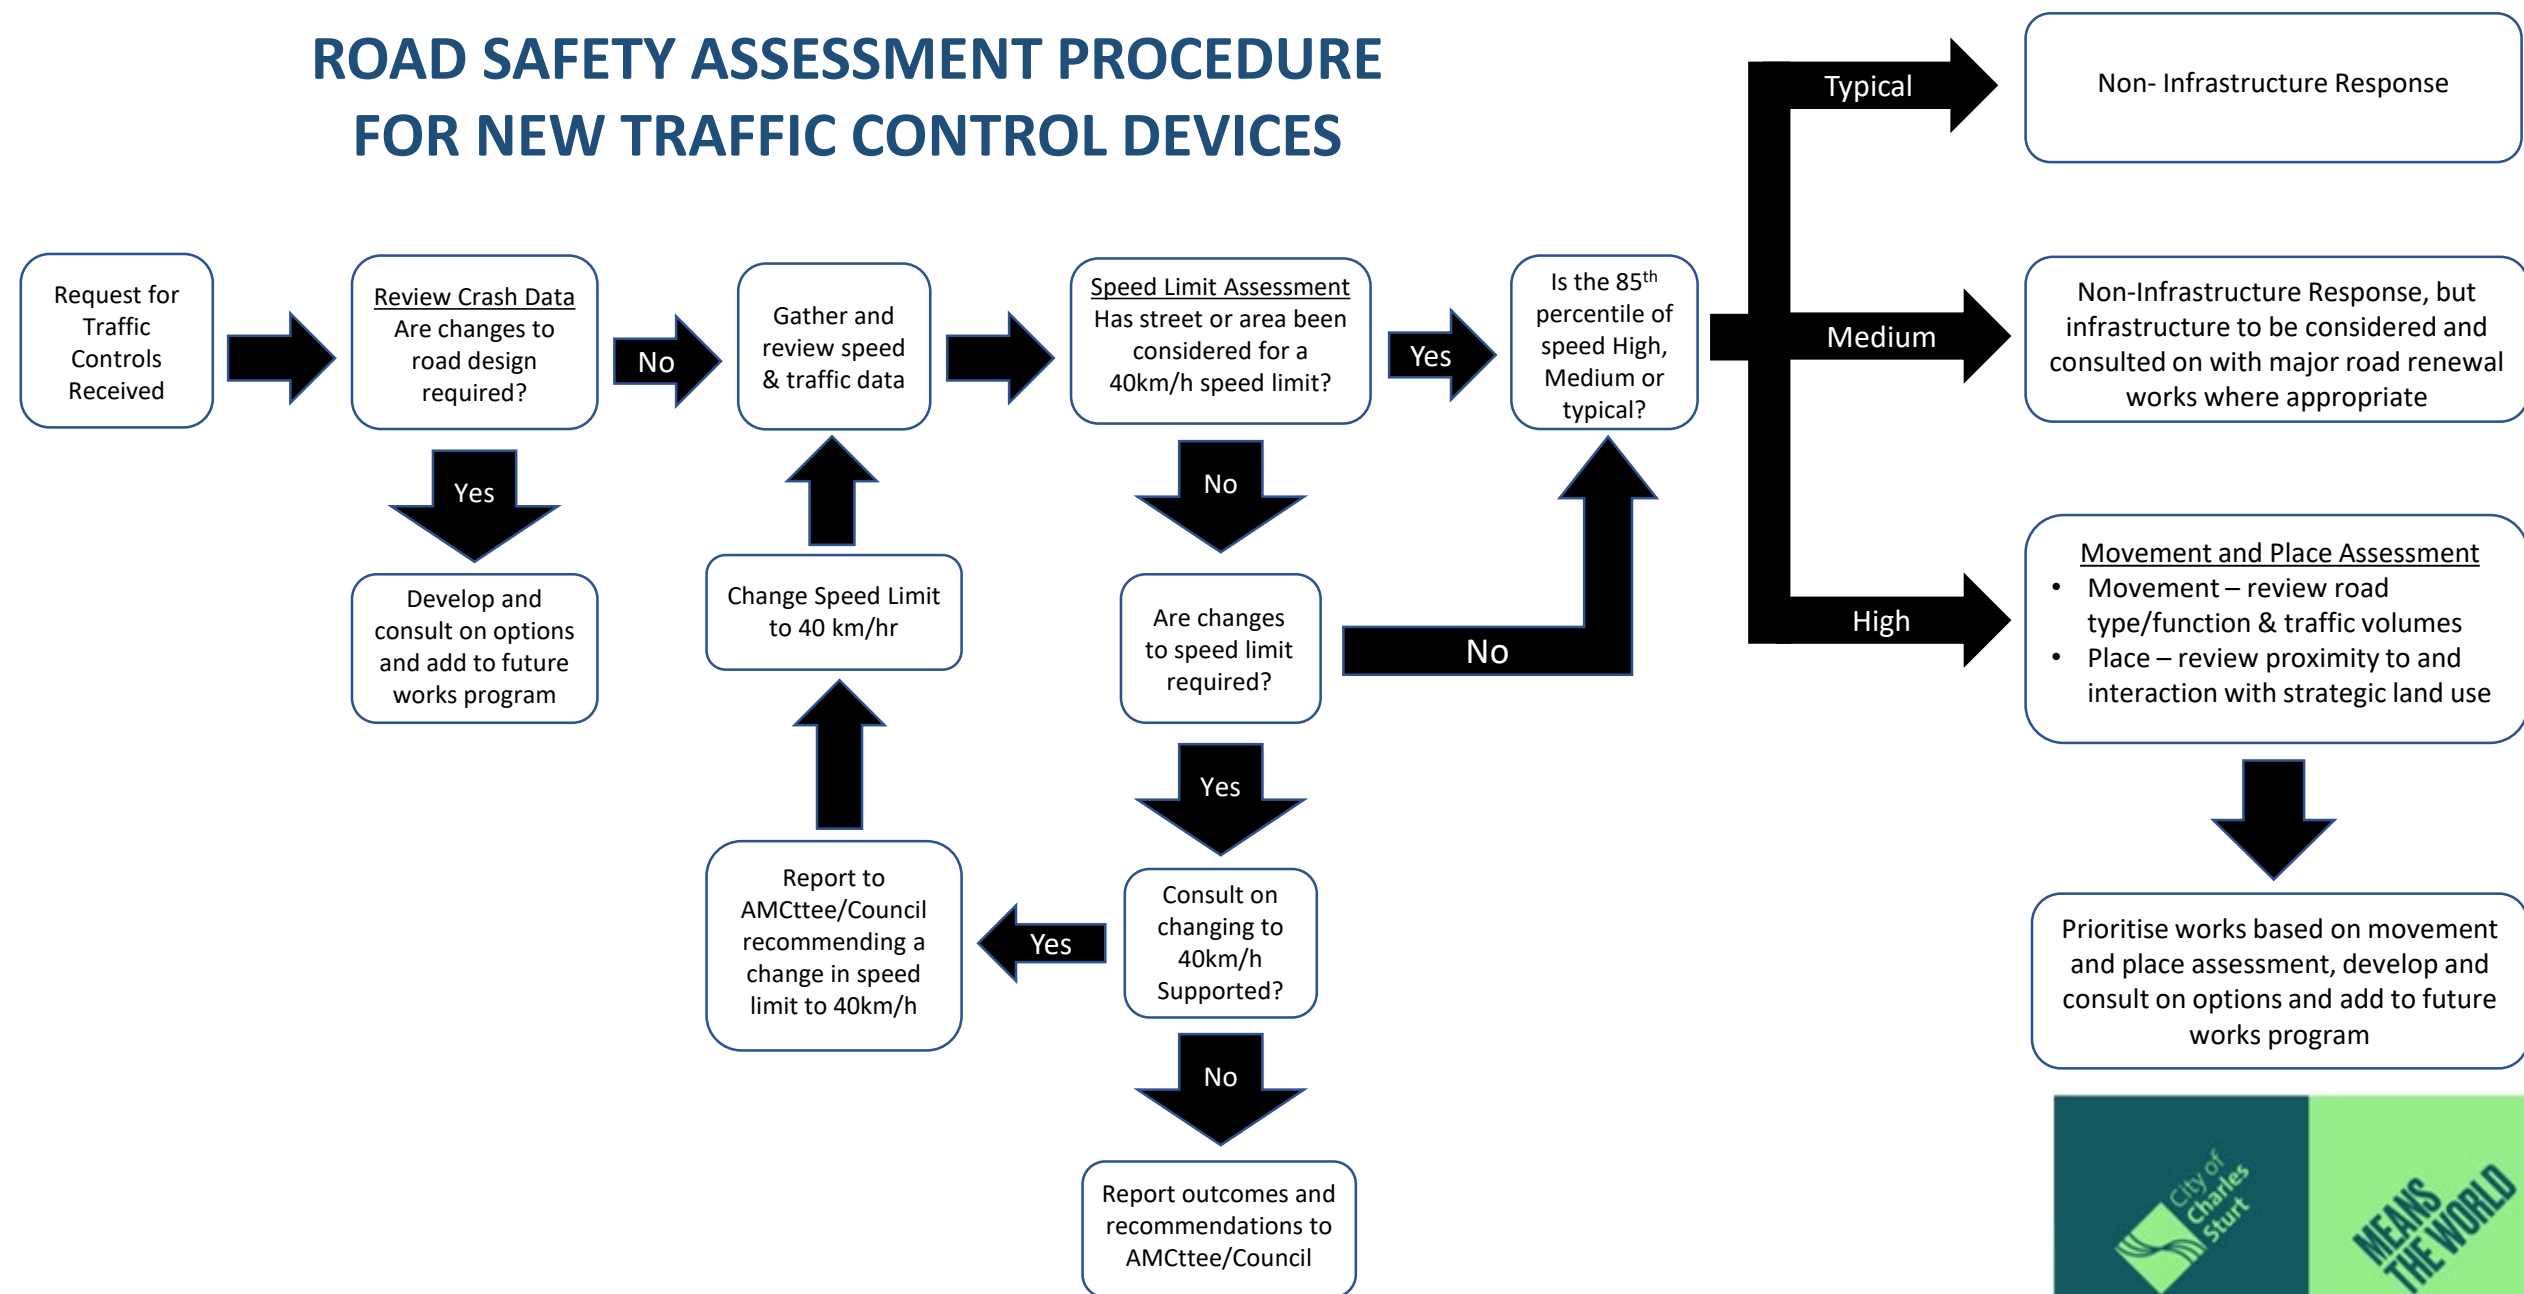 ROAD SAFETY ASSESSMENT PROCEDURE
FOR NEW TRAFFIC CONTROL DEVICES
Request for
Traffic
Controls
Received
Review Crash Data
Are changes to
road design
required?
No
Yes
Develop and
consult on options
and add to future
works program
Gather and
review speed
& traffic data
Speed Limit Assessment
Has street or area been
considered for a
40km/h speed limit?
Yes
No
Are changes
to speed limit
required?
No
Yes
Consult on
changing to
40km/h
Supported?
Yes
Report to
AMCttee/Council
recommending a
change in speed
limit to 40km/h
Change Speed Limit
to 40 km/hr
No
Report outcomes and
recommendations to
AMCttee/Council
Is the 85th
percentile of
speed High,
Medium or
typical?
Typical
Non- Infrastructure Response
Medium
Non-Infrastructure Response, but
infrastructure to be considered and
consulted on with major road renewal
works where appropriate
High
Movement and Place Assessment
• Movement – review road
type/function & traffic volumes
• Place – review proximity to and
interaction with strategic land use
Prioritise works based on movement
and place assessment, develop and
consult on options and add to future
works program
City of
Charles
Sturt
MEANS
THE WORLD